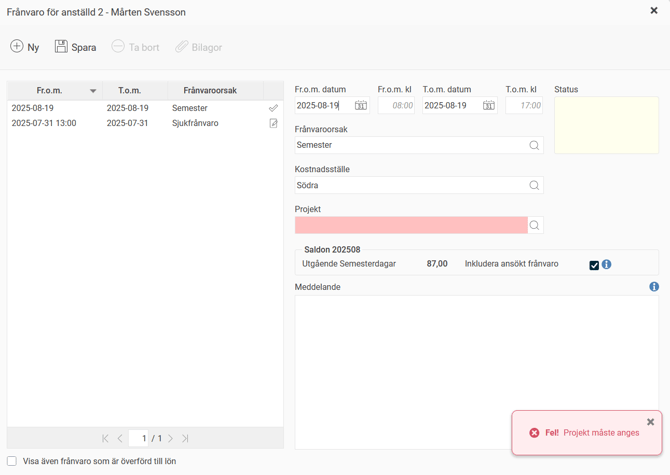 Frånvaro för anställd 2 - Mårten Svensson
Ny Spara Ta bort Bilagor
Fr.o.m. T.o.m. Frånvaroorsak
2025-08-19 2025-08-19 Semester
2025-07-31 13:00 2025-07-31 Sjukfrånvaro
1 / 1
Visa även frånvaro som är överförd till lön
Fr.o.m. datum Fr.o.m. kl T.o.m. datum T.o.m. kl Status
2025-08-19 31 08:00 2025-08-19 31 17:00
Frånvaroorsak
Semester
Kostnadsställe
Södra
Projekt
Saldon 202508
Utgående Semesterdagar 87,00 Inkludera ansökt frånvaro
Meddelande
Fel! Projekt måste anges